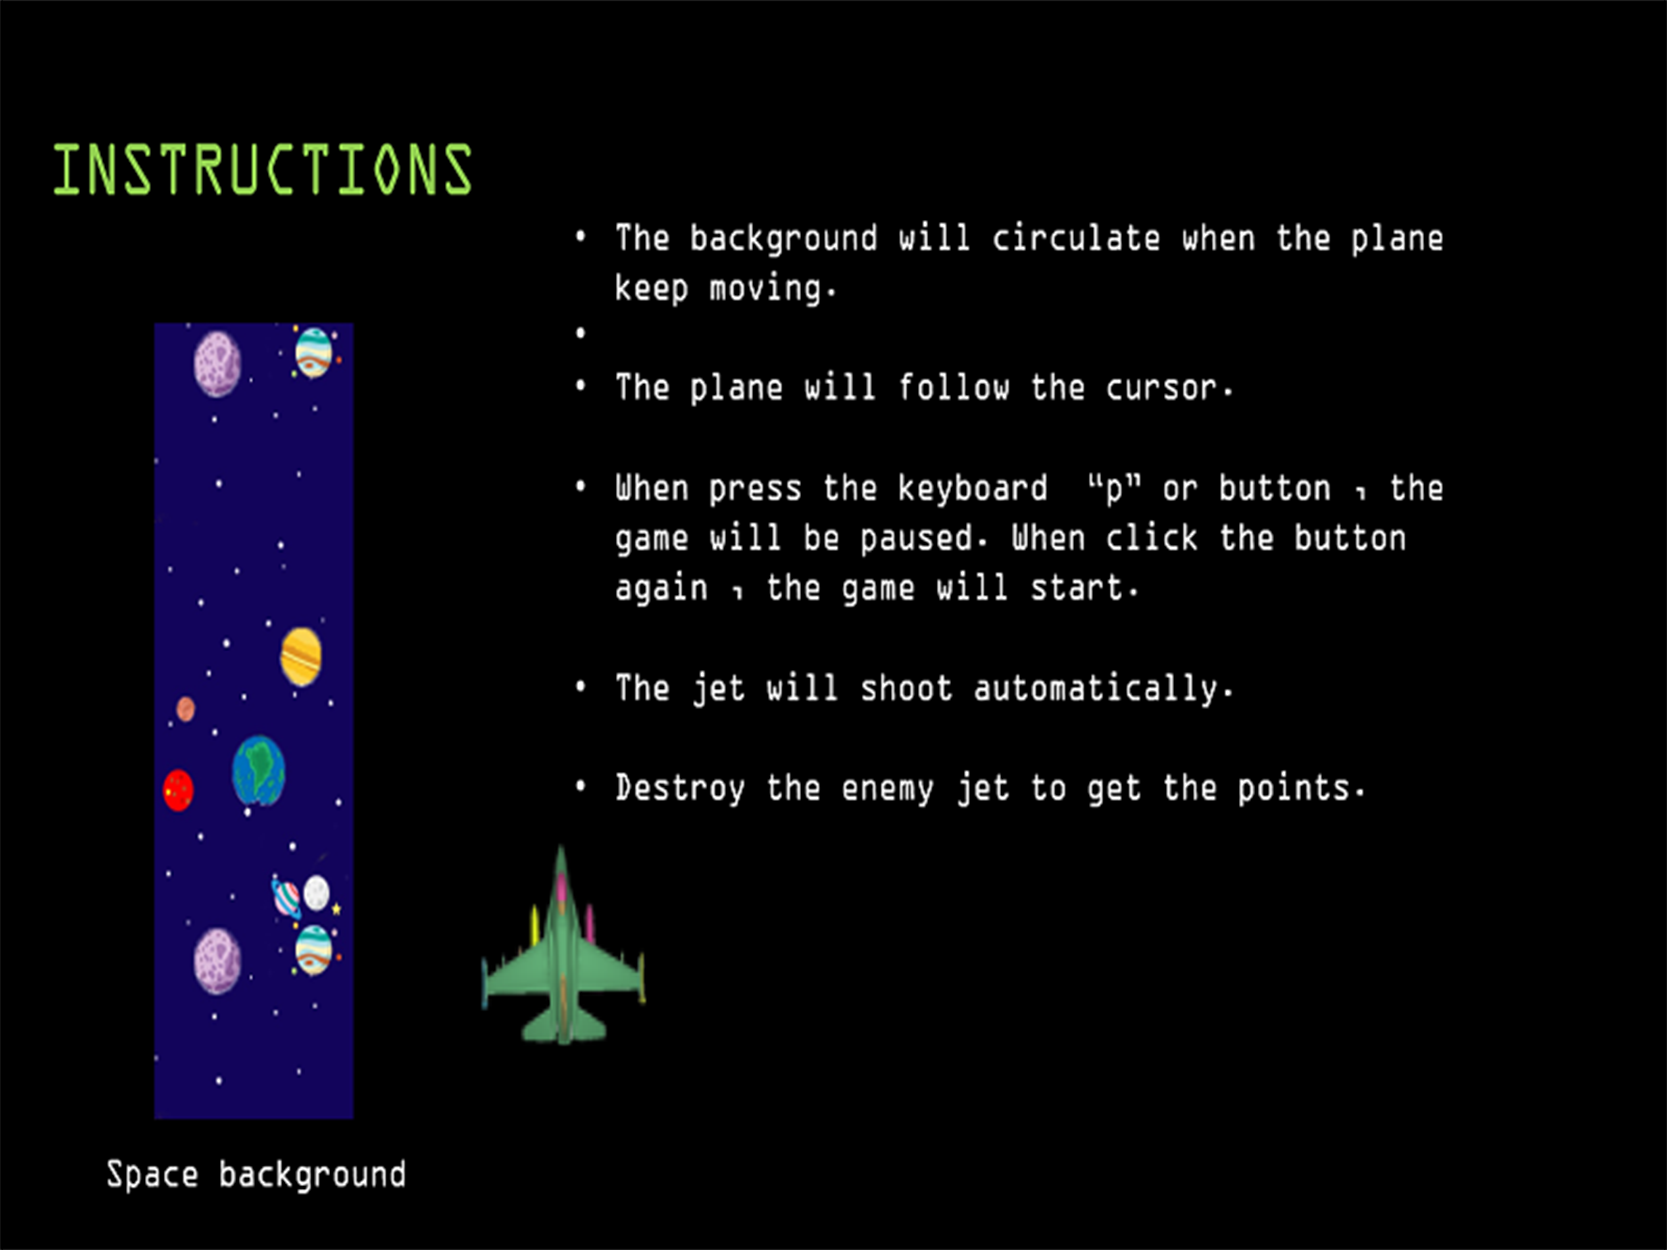 INSTRUCTIONS
• The background will circulate when the plane
keep moving.
•
• The plane will follow the cursor.
• When press the keyboard “p” or button , the
game will be paused. When click the button
again , the game will start.
• The jet will shoot automatically.
• Destroy the enemy jet to get the points.
Space background